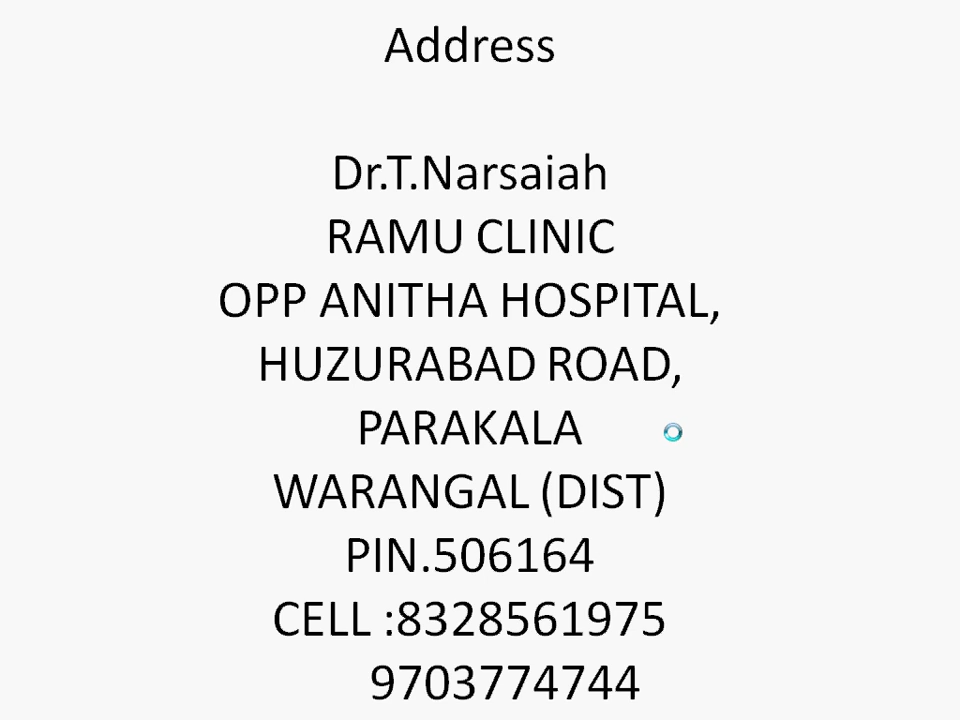 Address
Dr.T.Narsaiah
RAMU CLINIC
OPP ANITHA HOSPITAL,
HUZURABAD ROAD,
PARAKALA
WARANGAL (DIST)
PIN.506164
CELL :8328561975
9703774744